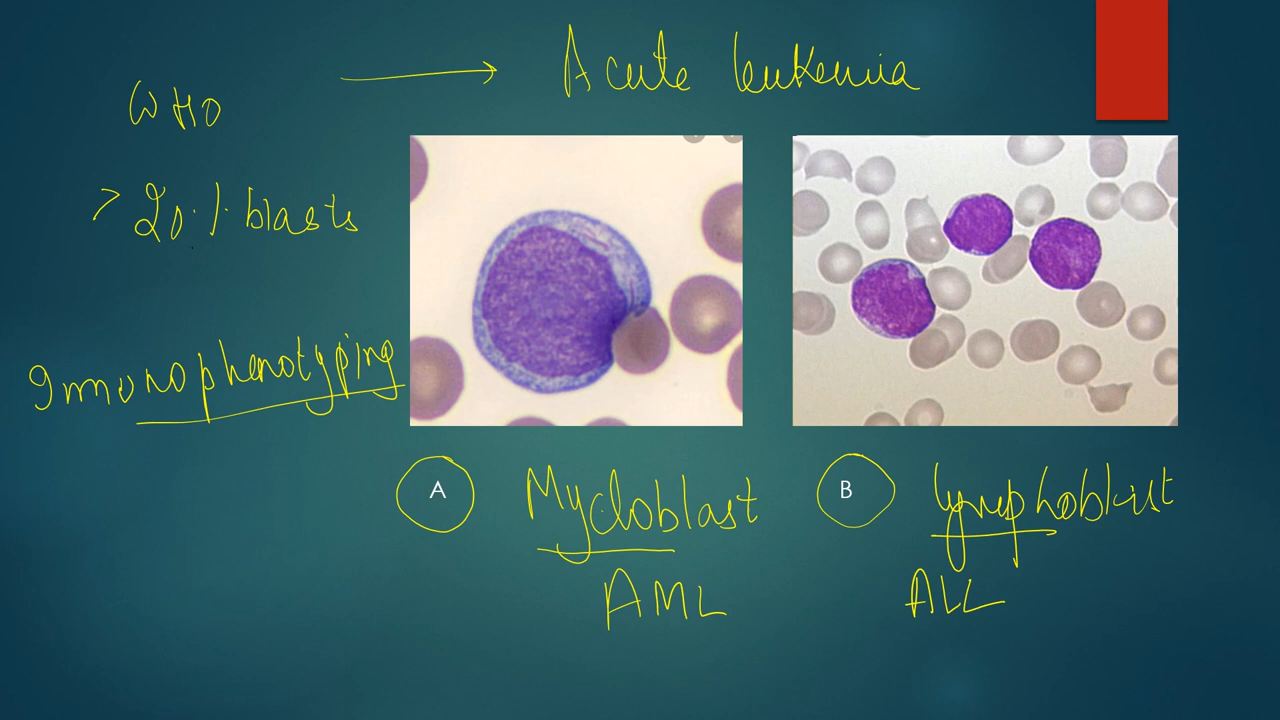 WHO → Acute leukemia
> 20% blasts
Immunophenotyping
A Myeloblast
AML
B lymphoblast
ALL